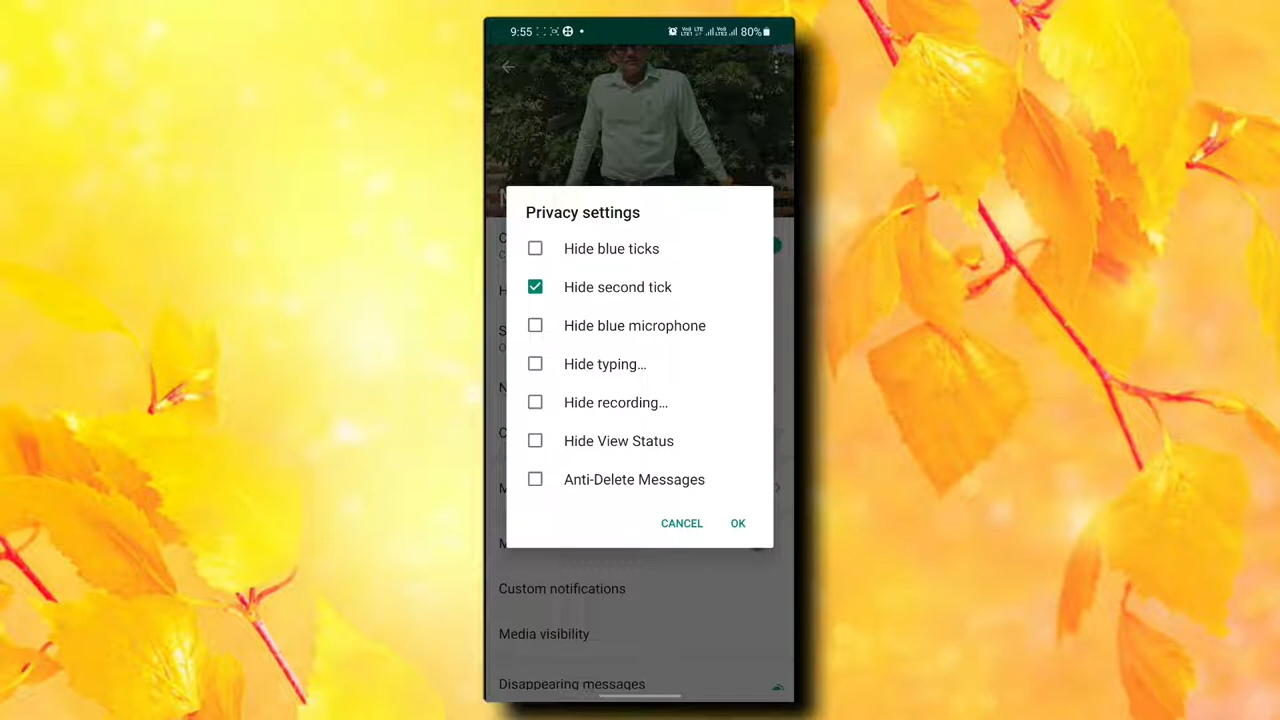 9:55
80%
Privacy settings
Hide blue ticks
Hide second tick
Hide blue microphone
Hide typing...
Hide recording...
Hide View Status
Anti-Delete Messages
CANCEL OK
Custom notifications
Media visibility
Disappearing messages